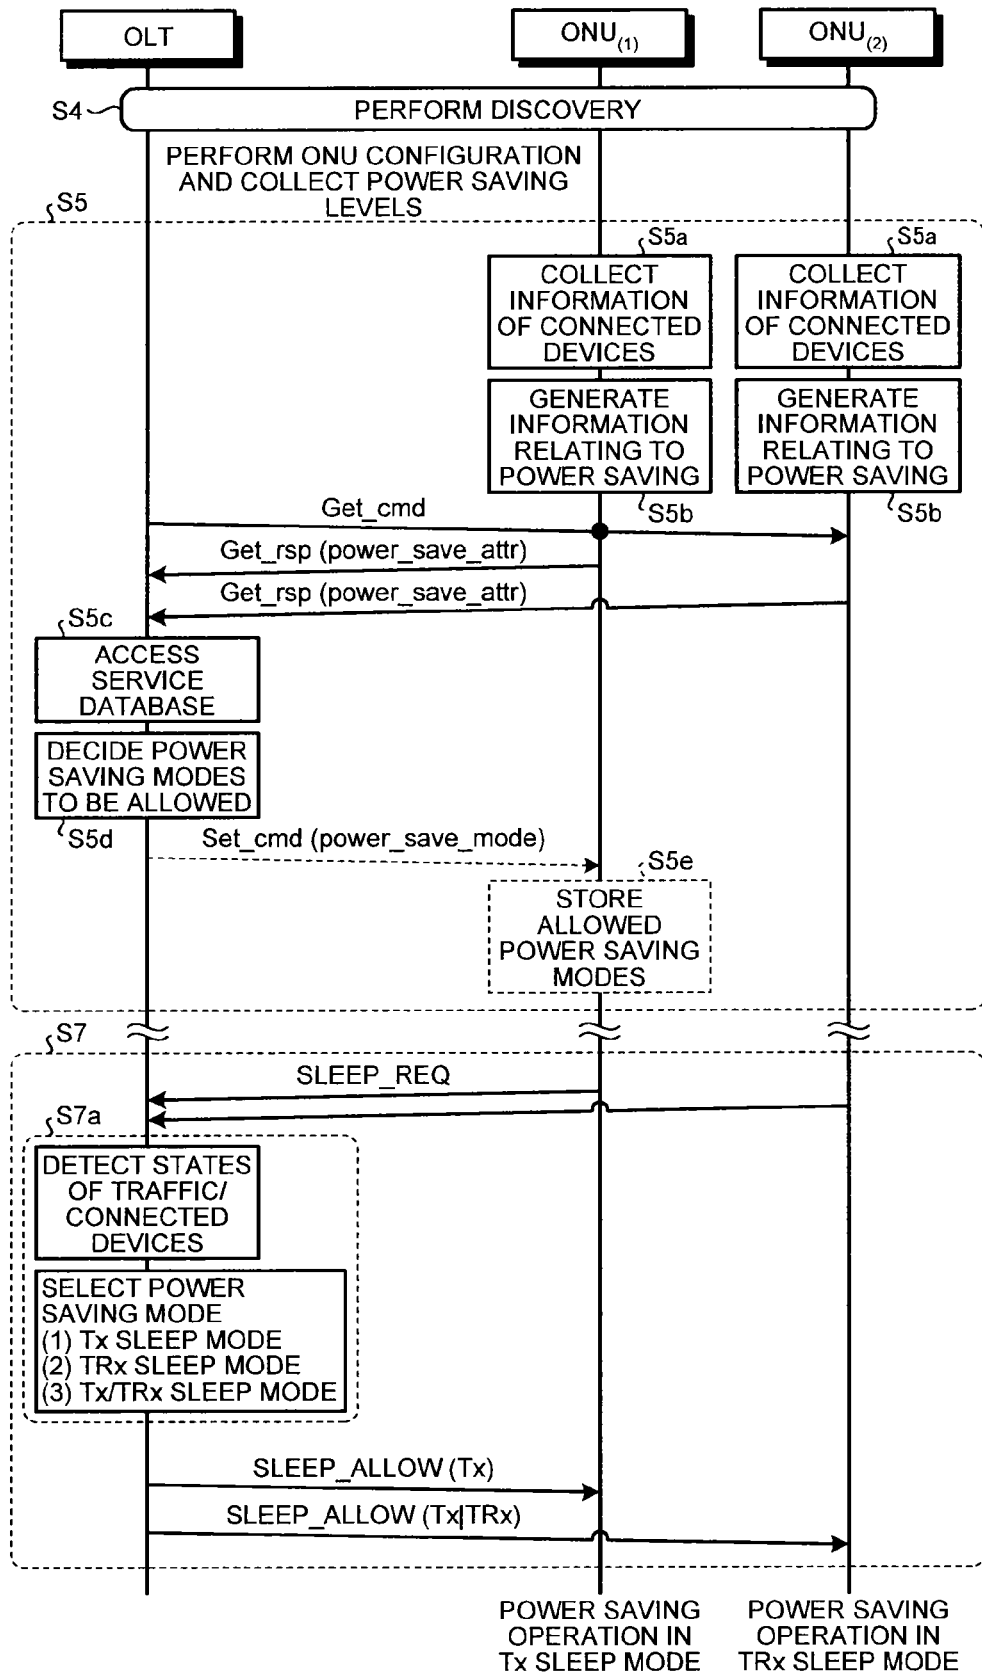 OLT
ONU(1)
ONU(2)
S4
PERFORM DISCOVERY
PERFORM ONU CONFIGURATION
AND COLLECT POWER SAVING
LEVELS
S5
S5a
S5a
COLLECT
INFORMATION
OF CONNECTED
DEVICES
COLLECT
INFORMATION
OF CONNECTED
DEVICES
GENERATE
INFORMATION
RELATING TO
POWER SAVING
GENERATE
INFORMATION
RELATING TO
POWER SAVING
S5b
S5b
Get_cmd
Get_rsp (power_save_attr)
Get_rsp (power_save_attr)
S5c
ACCESS
SERVICE
DATABASE
DECIDE POWER
SAVING MODES
TO BE ALLOWED
S5d
Set_cmd (power_save_mode)
S5e
STORE
ALLOWED
POWER SAVING
MODES
S7
SLEEP_REQ
S7a
DETECT STATES
OF TRAFFIC/
CONNECTED
DEVICES
SELECT POWER
SAVING MODE
(1) Tx SLEEP MODE
(2) TRx SLEEP MODE
(3) Tx/TRx SLEEP MODE
SLEEP_ALLOW (Tx)
SLEEP_ALLOW (Tx|TRx)
POWER SAVING
OPERATION IN
Tx SLEEP MODE
POWER SAVING
OPERATION IN
TRx SLEEP MODE